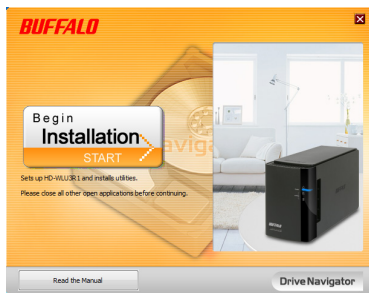 BUFFALO
Begin
Installation
START
Sets up HD-WLU3R1 and installs utilities.
Please close all other open applications before continuing.
BUFFALO
Read the Manual
DriveNavigator